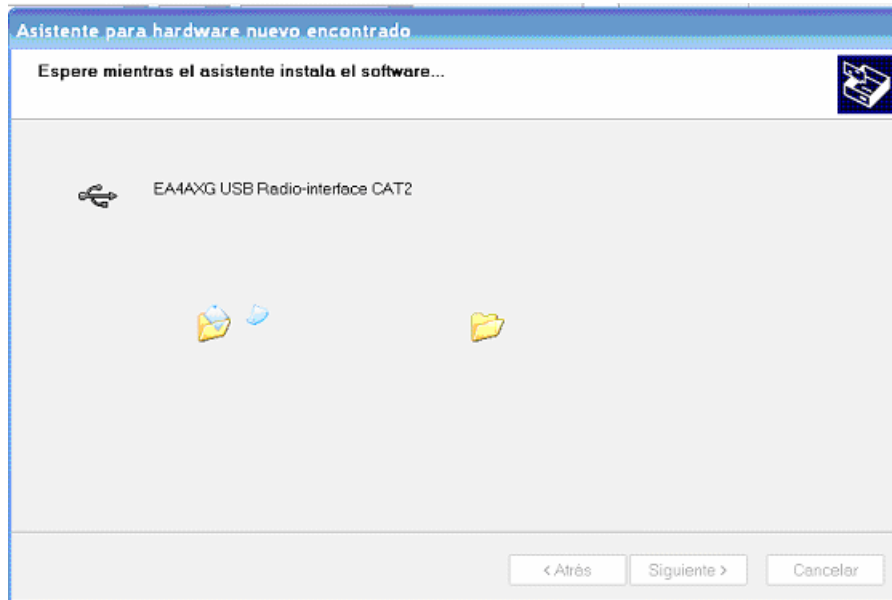 Asistente para hardware nuevo encontrado
Espere mientras el asistente instala el software...
EA4AXG USB Radio-interface CAT2
< Atrás
Siguiente >
Cancelar